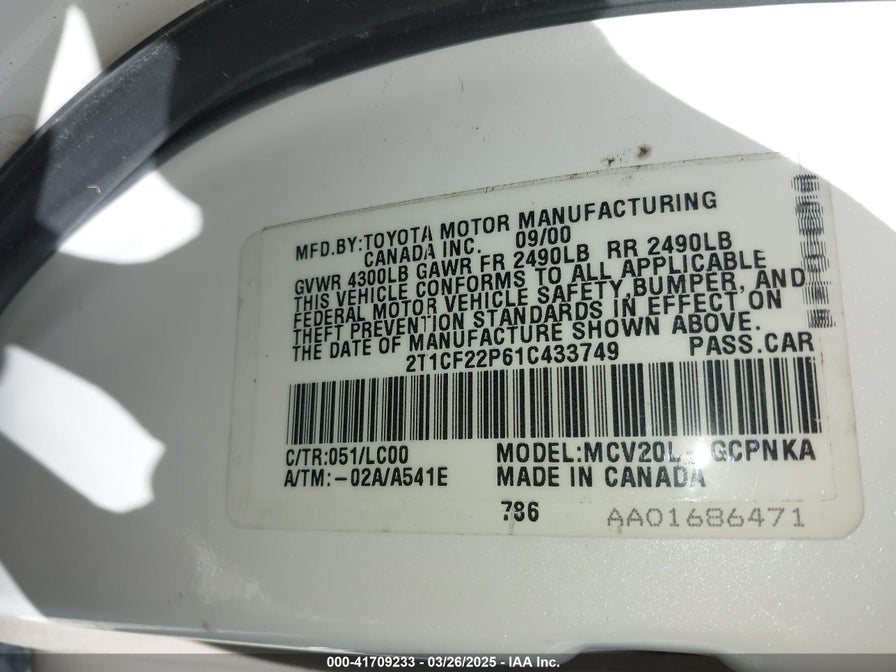 MFD.BY:TOYOTA MOTOR MANUFACTURING
CANADA INC. 09/00
GVWR 4300LB GAWR FR 2490LB RR 2490LB
THIS VEHICLE CONFORMS TO ALL APPLICABLE
FEDERAL MOTOR VEHICLE SAFETY,BUMPER, AND
THEFT PREVENTION STANDARDS IN EFFECT ON
THE DATE OF MANUFACTURE SHOWN ABOVE.
2T1CF22P61C433749 PASS.CAR
C/TR:051/LC00 MODEL:MCV20L- GCPNKA
A/TM:-02A/A541E MADE IN CANADA
786 AA01686471
000-41709233 - 03/26/2025 - IAA Inc.